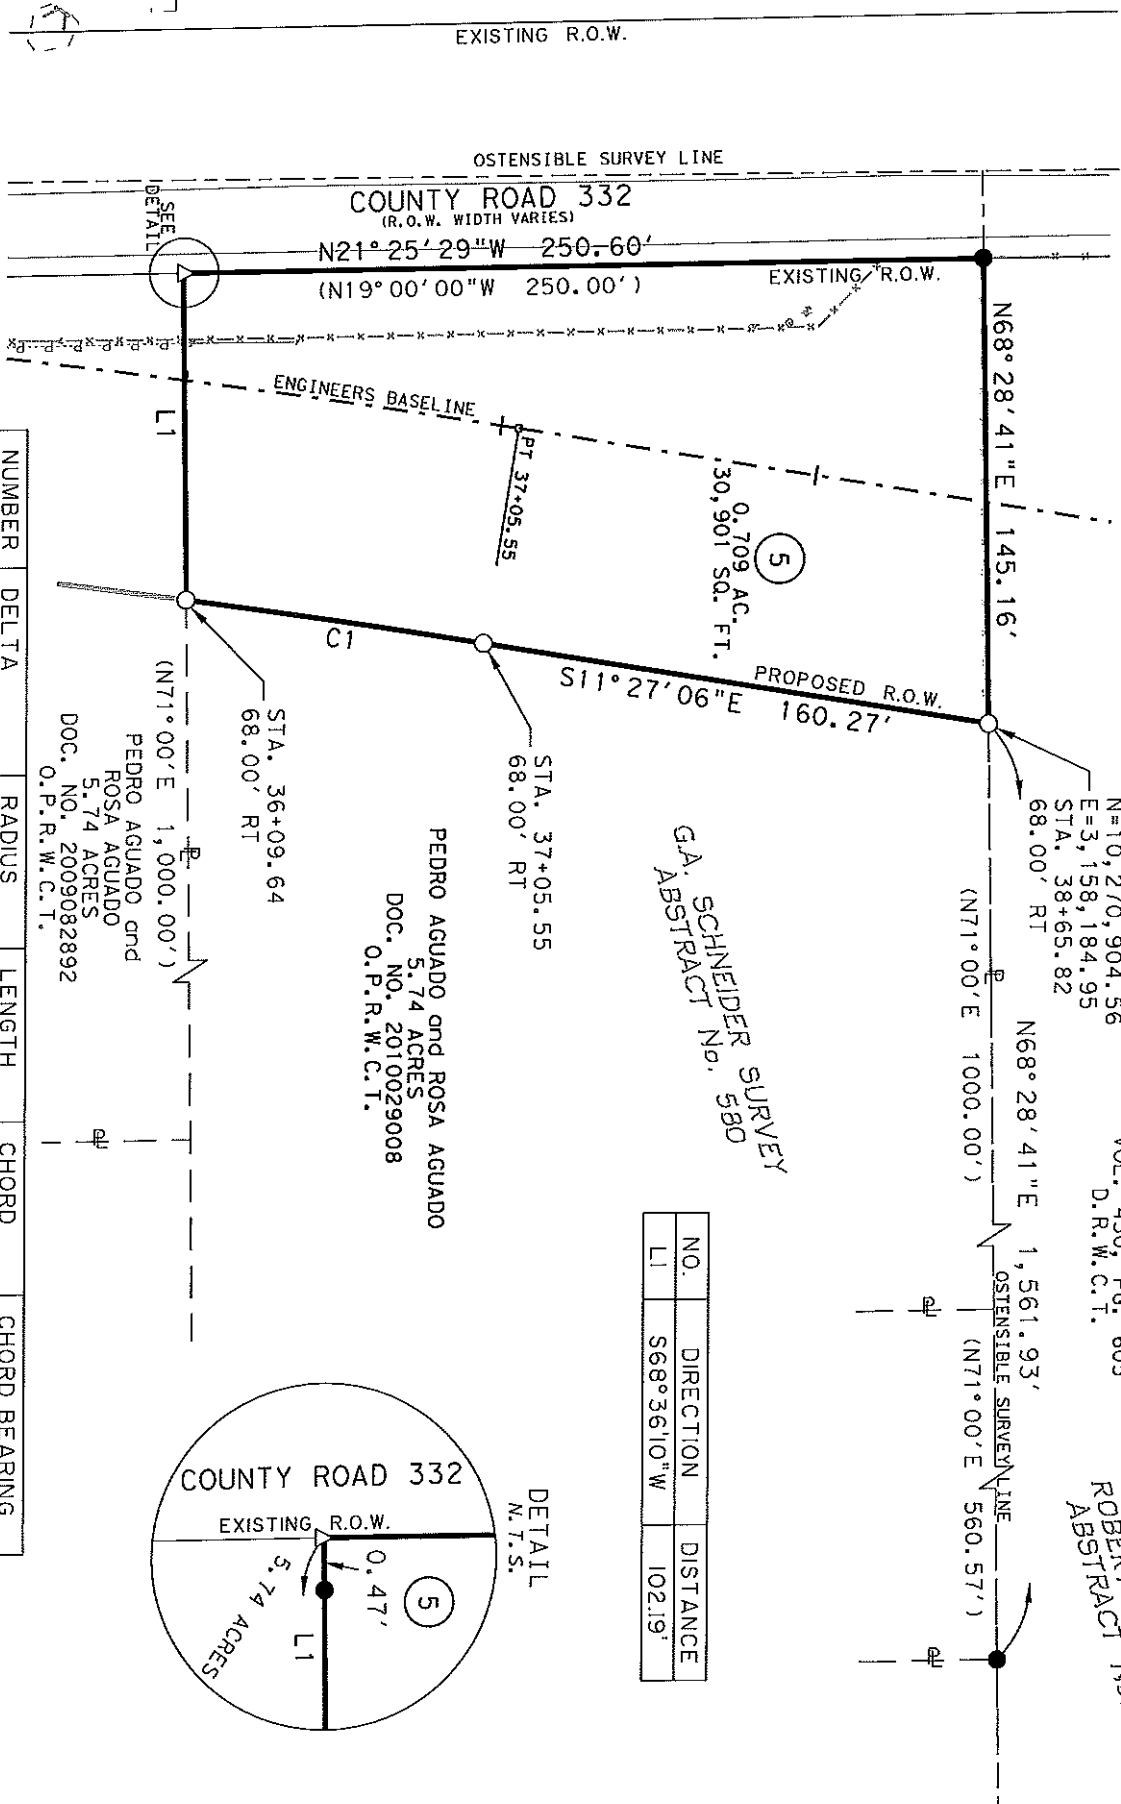 EXISTING R.O.W.
OSTENSIBLE SURVEY LINE
COUNTY ROAD 332
(R.O.W. WIDTH VARIES)
N21°25'29"W 250.60'
(N19°00'00"W 250.00')
EXISTING R.O.W.
SEE
DETAIL
N68°28'41"E 145.16'
ENGINEERS BASELINE
L1
PT 37+05.55
5
0.709 AC.
30,901 SQ. FT.
C1
PROPOSED R.O.W.
S11°27'06"E 160.27'
STA. 36+09.64
68.00' RT
STA. 37+05.55
68.00' RT
N=10,270,904.56
E=3,158,184.95
STA. 38+65.82
68.00' RT
(N71°00'E 1,000.00')
PEDRO AGUADO and
ROSA AGUADO
5.74 ACRES
DOC. NO. 2009082892
O.P.R.W.C.T.
PEDRO AGUADO and ROSA AGUADO
5.74 ACRES
DOC. NO. 2010029008
O.P.R.W.C.T.
G.A. SCHNEIDER SURVEY
ABSTRACT No. 580
(N71°00'E 1000.00')
N68°28'41"E 1,561.93'
OSTENSIBLE SURVEY LINE
(N71°00'E 560.57')
D.R.W.C.T.
ABSTRACT
NO. DIRECTION DISTANCE
L1 S68°36'10"W 102.19'
DETAIL
N.T.S.
COUNTY ROAD 332
EXISTING R.O.W.
0.47'
5
L1
5.74 ACRES
NUMBER DELTA RADIUS LENGTH CHORD CHORD BEARING